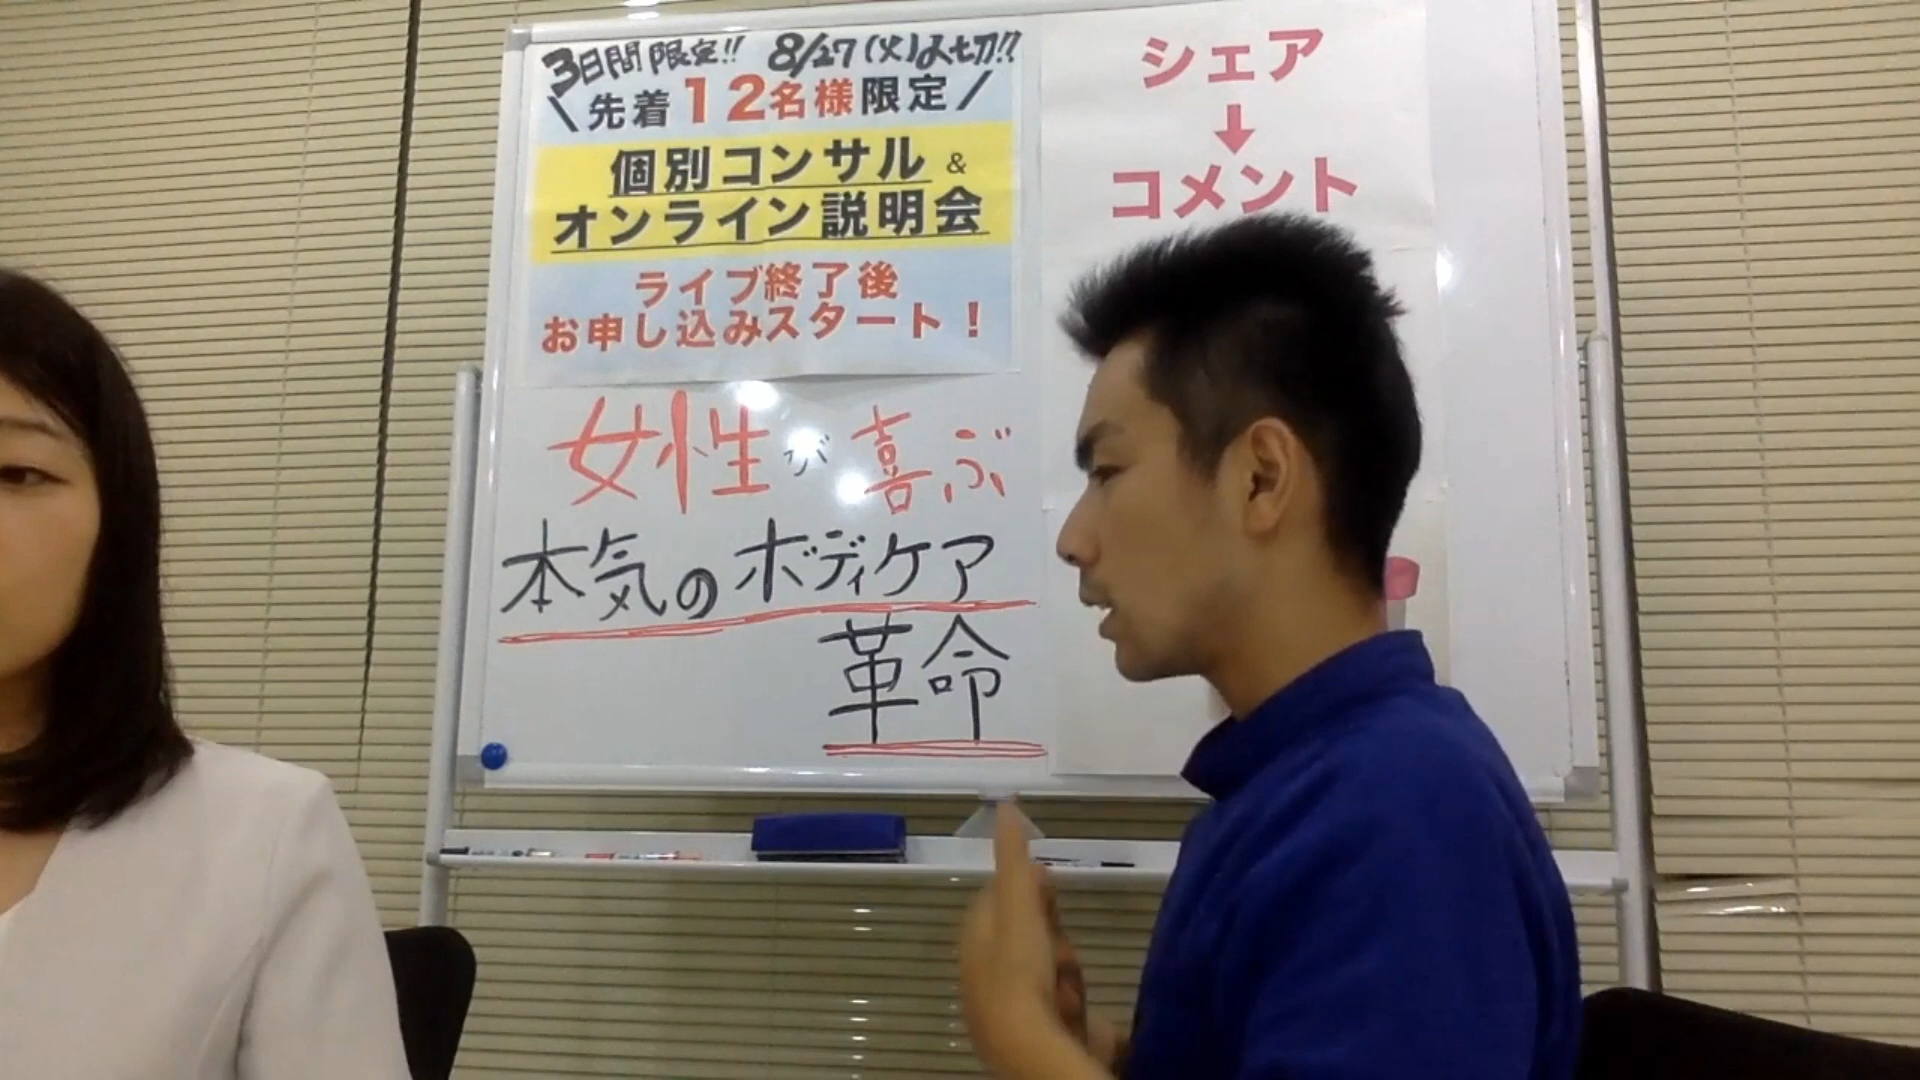 3日間限定!! 8/27(火)〆切!!
\先着12名様限定/
個別コンサル&
オンライン説明会
ライブ終了後
お申し込みスタート!
女性が喜ぶ
本気のボディケア
革命
シェア
↓
コメント